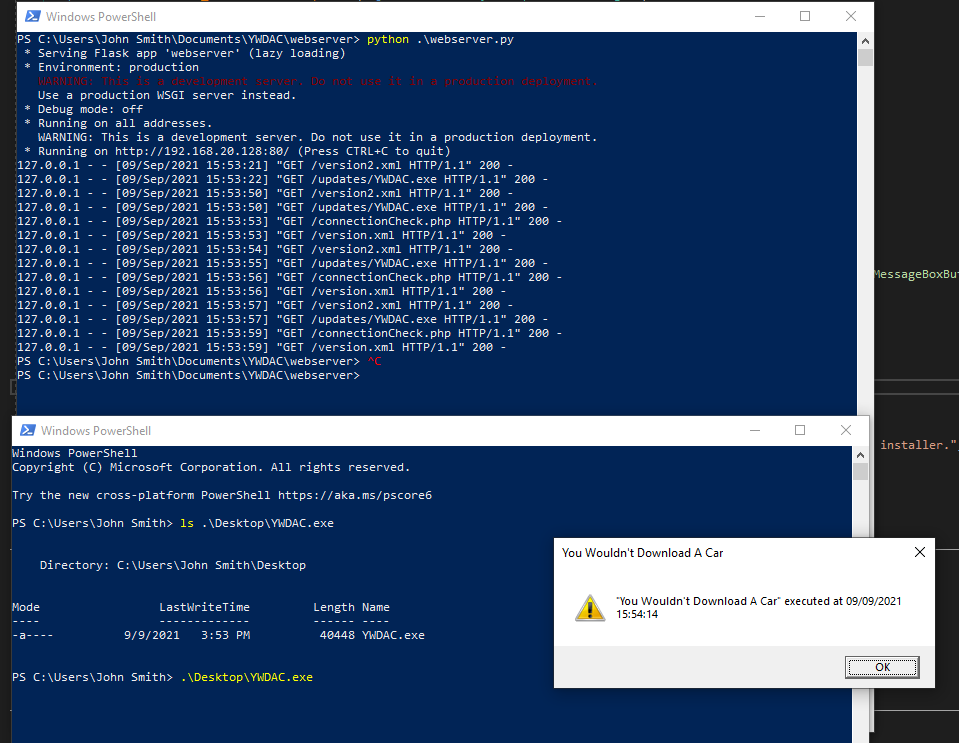 Windows PowerShell
PS C:\Users\John Smith\Documents\YWDAC\webserver> python .\webserver.py
* Serving Flask app 'webserver' (lazy loading)
* Environment: production
WARNING: This is a development server. Do not use it in a production deployment.
Use a production WSGI server instead.
* Debug mode: off
* Running on all addresses.
WARNING: This is a development server. Do not use it in a production deployment.
* Running on http://192.168.20.128:80/ (Press CTRL+C to quit)
127.0.0.1 - - [09/Sep/2021 15:53:21] "GET /version2.xml HTTP/1.1" 200 -
127.0.0.1 - - [09/Sep/2021 15:53:22] "GET /updates/YWDAC.exe HTTP/1.1" 200 -
127.0.0.1 - - [09/Sep/2021 15:53:50] "GET /version2.xml HTTP/1.1" 200 -
127.0.0.1 - - [09/Sep/2021 15:53:50] "GET /updates/YWDAC.exe HTTP/1.1" 200 -
127.0.0.1 - - [09/Sep/2021 15:53:53] "GET /connectionCheck.php HTTP/1.1" 200 -
127.0.0.1 - - [09/Sep/2021 15:53:53] "GET /version.xml HTTP/1.1" 200 -
127.0.0.1 - - [09/Sep/2021 15:53:54] "GET /version2.xml HTTP/1.1" 200 -
127.0.0.1 - - [09/Sep/2021 15:53:55] "GET /updates/YWDAC.exe HTTP/1.1" 200 -
127.0.0.1 - - [09/Sep/2021 15:53:56] "GET /connectionCheck.php HTTP/1.1" 200 -
127.0.0.1 - - [09/Sep/2021 15:53:56] "GET /version.xml HTTP/1.1" 200 -
127.0.0.1 - - [09/Sep/2021 15:53:57] "GET /version2.xml HTTP/1.1" 200 -
127.0.0.1 - - [09/Sep/2021 15:53:57] "GET /updates/YWDAC.exe HTTP/1.1" 200 -
127.0.0.1 - - [09/Sep/2021 15:53:59] "GET /connectionCheck.php HTTP/1.1" 200 -
127.0.0.1 - - [09/Sep/2021 15:53:59] "GET /version.xml HTTP/1.1" 200 -
PS C:\Users\John Smith\Documents\YWDAC\webserver> ^C
PS C:\Users\John Smith\Documents\YWDAC\webserver>
MessageBoxBu
installer.",
Windows PowerShell
Windows PowerShell
Copyright (C) Microsoft Corporation. All rights reserved.
Try the new cross-platform PowerShell https://aka.ms/pscore6
PS C:\Users\John Smith> ls .\Desktop\YWDAC.exe
Directory: C:\Users\John Smith\Desktop
Mode LastWriteTime Length Name
---- ------------- ------ ----
-a---- 9/9/2021 3:53 PM 40448 YWDAC.exe
PS C:\Users\John Smith> .\Desktop\YWDAC.exe
You Wouldn't Download A Car
"You Wouldn't Download A Car" executed at 09/09/2021
15:54:14
OK